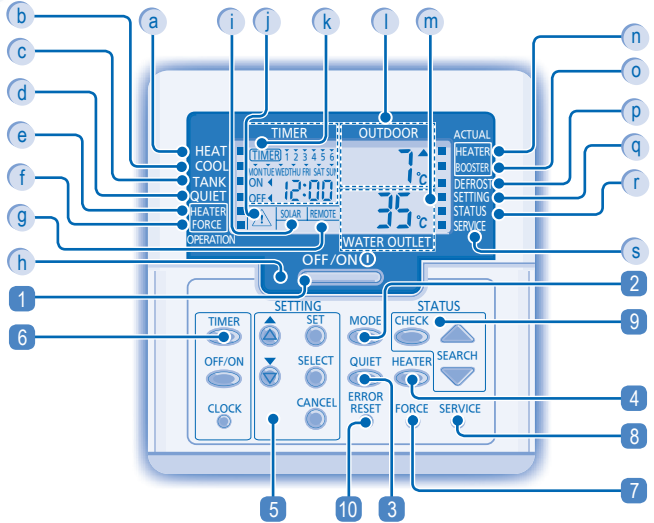 b a i j k l m
c
d
e
f
g
h
n
o
p
q
r
s
TIMER OUTDOOR ACTUAL
HEAT
COOL
TANK
QUIET
HEATER
FORCE
OPERATION
TIMER 1 2 3 4 5 6
MON TUE WED THU FRI SAT SUN
ON
OFF 12:00
SOLAR REMOTE
7 °C
35 °C
WATER OUTLET
HEATER
BOOSTER
DEFROST
SETTING
STATUS
SERVICE
OFF/ON
1
2
SETTING STATUS
TIMER SET MODE CHECK
6
9
OFF/ON SELECT QUIET HEATER SEARCH
4
CLOCK CANCEL ERROR RESET FORCE SERVICE
8
5 10 3 7